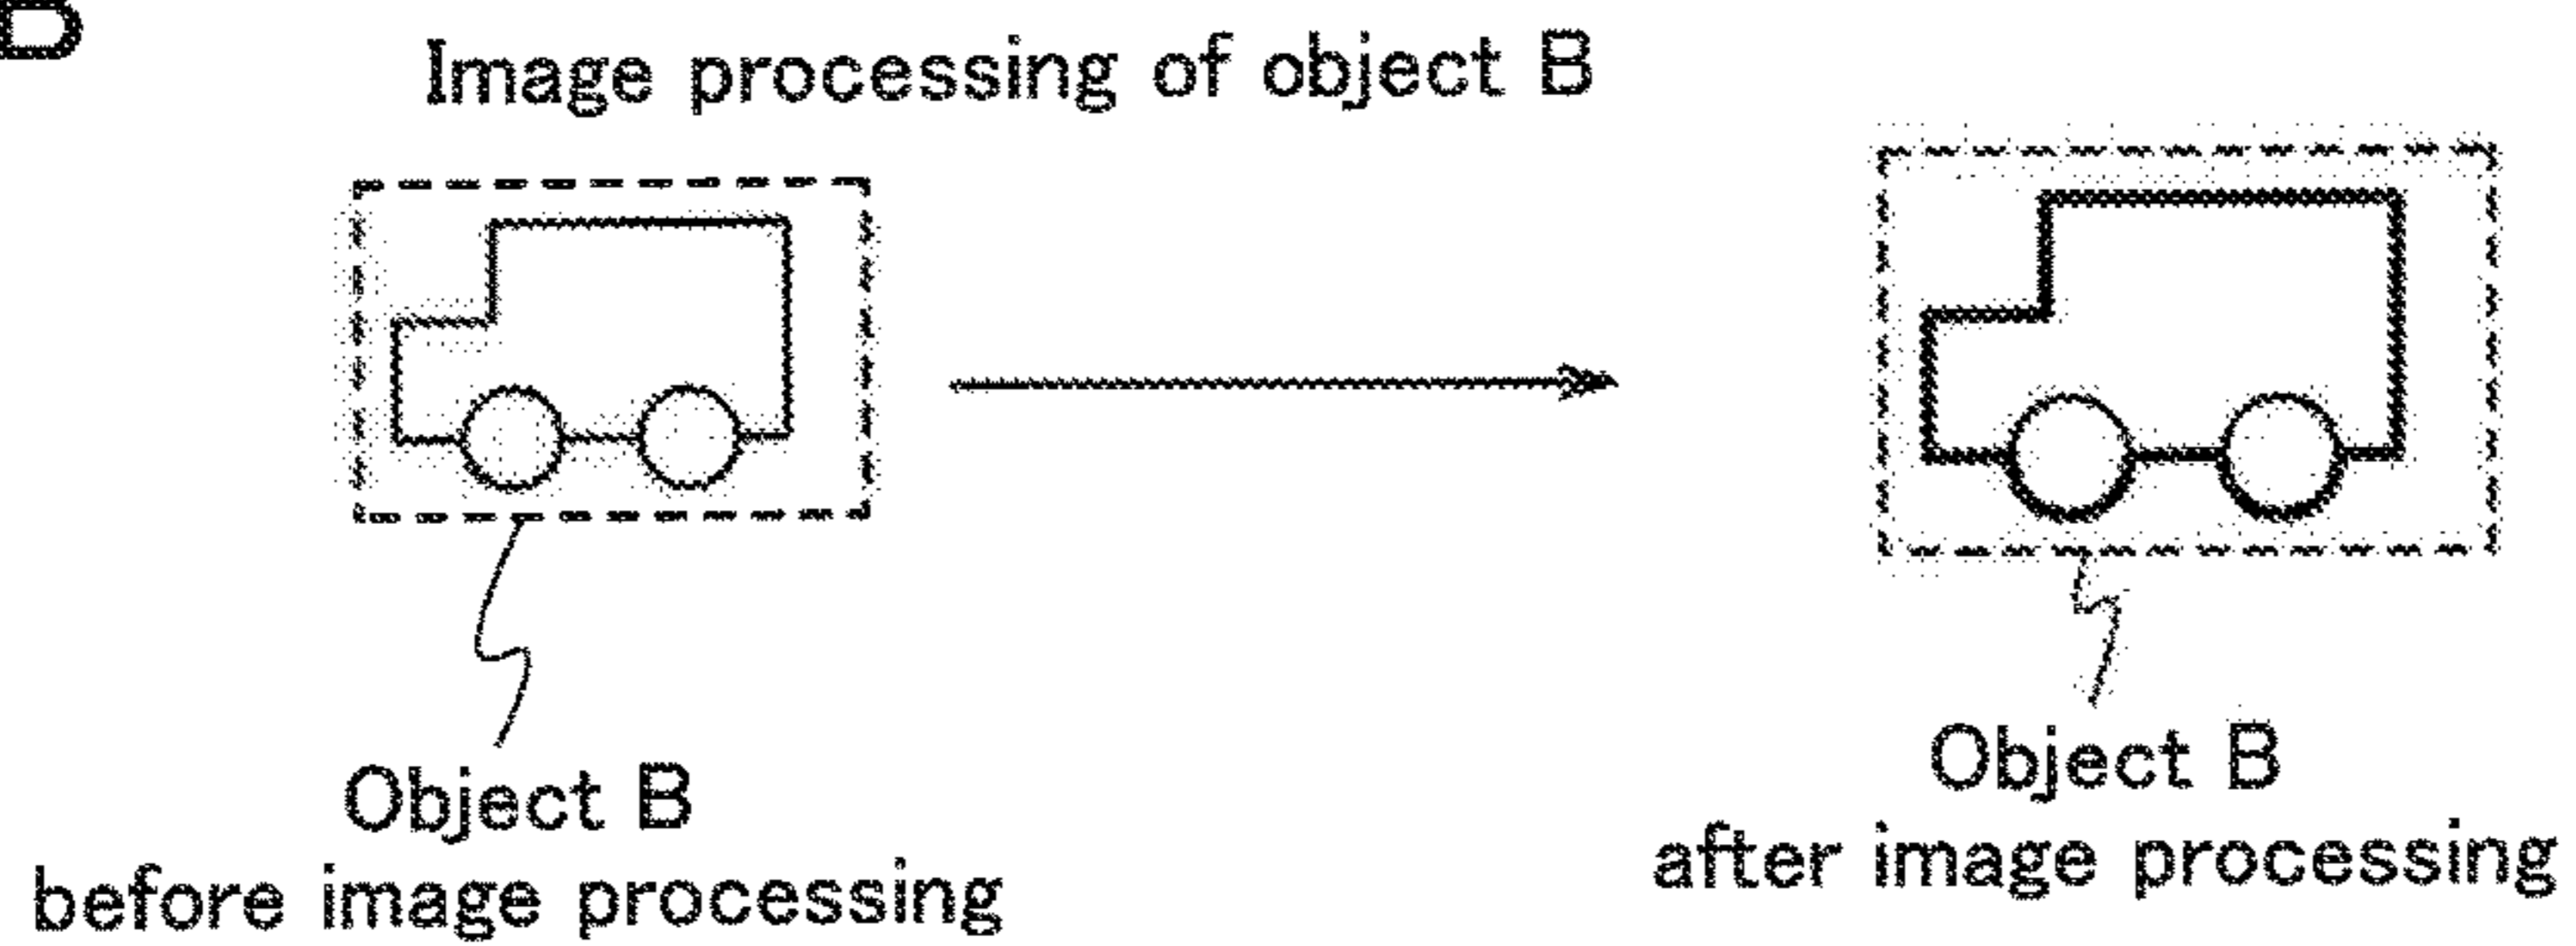 Image processing of object B
Object B
before image processing
Object B
after image processing